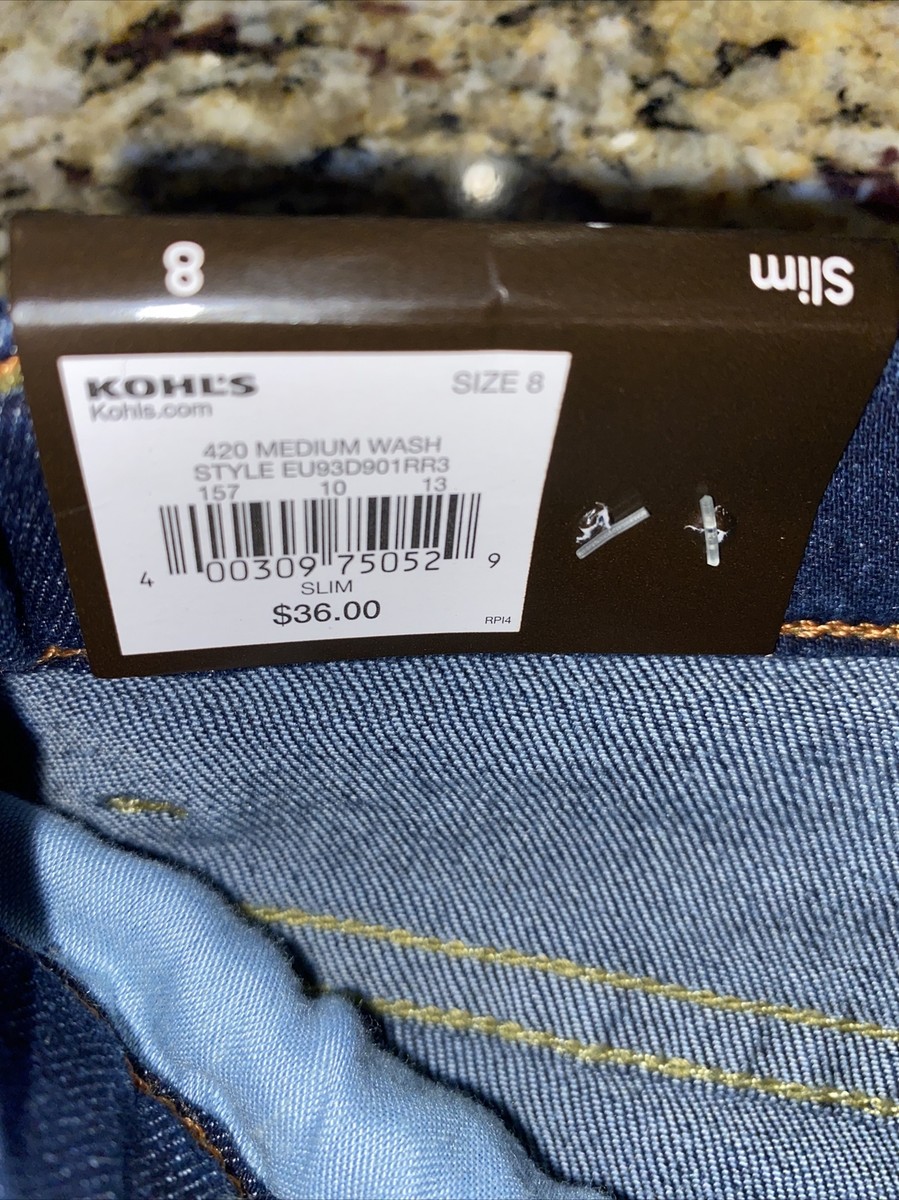 8 Slim
KOHL'S SIZE 8
Kohls.com
420 MEDIUM WASH
STYLE EU93D901RR3
157 10 13
4 00309 75052 9
SLIM
$36.00
RPI4